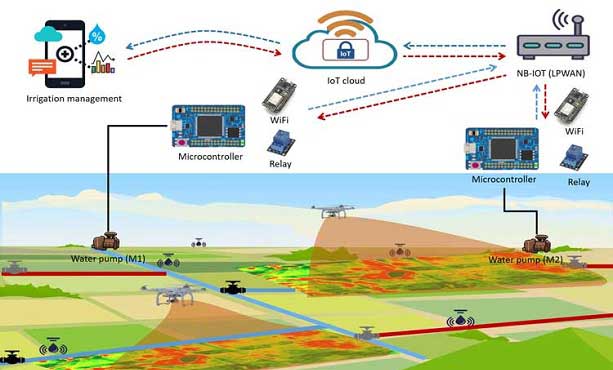 IoT
Irrigation management
IoT cloud
NB-IOT (LPWAN)
WiFi
Microcontroller
Relay
WiFi
Microcontroller
Relay
Water pump (M1)
Water pump (M2)